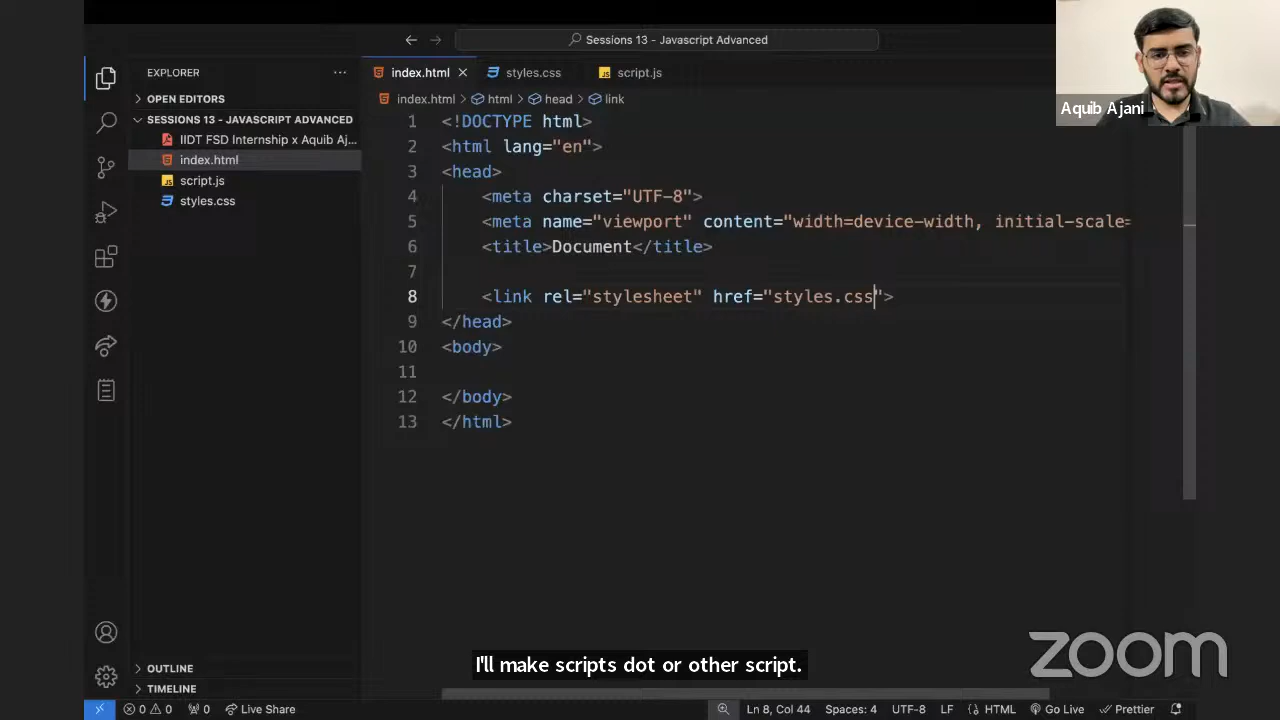 Sessions 13 - Javascript Advanced
Aquib Ajani
EXPLORER
OPEN EDITORS
SESSIONS 13 - JAVASCRIPT ADVANCED
IIDT FSD Internship x Aquib Aj...
index.html
script.js
styles.css
OUTLINE
TIMELINE
index.html
styles.css
script.js
index.html > html > head > link
1 <!DOCTYPE html>
2 <html lang="en">
3 <head>
4 <meta charset="UTF-8">
5 <meta name="viewport" content="width=device-width, initial-scale=
6 <title>Document</title>
7
8 <link rel="stylesheet" href="styles.css">
9 </head>
10 <body>
11
12 </body>
13 </html>
I'll make scripts dot or other script.
zoom
0 0 0 Live Share Ln 8, Col 44 Spaces: 4 UTF-8 LF {} HTML Go Live Prettier